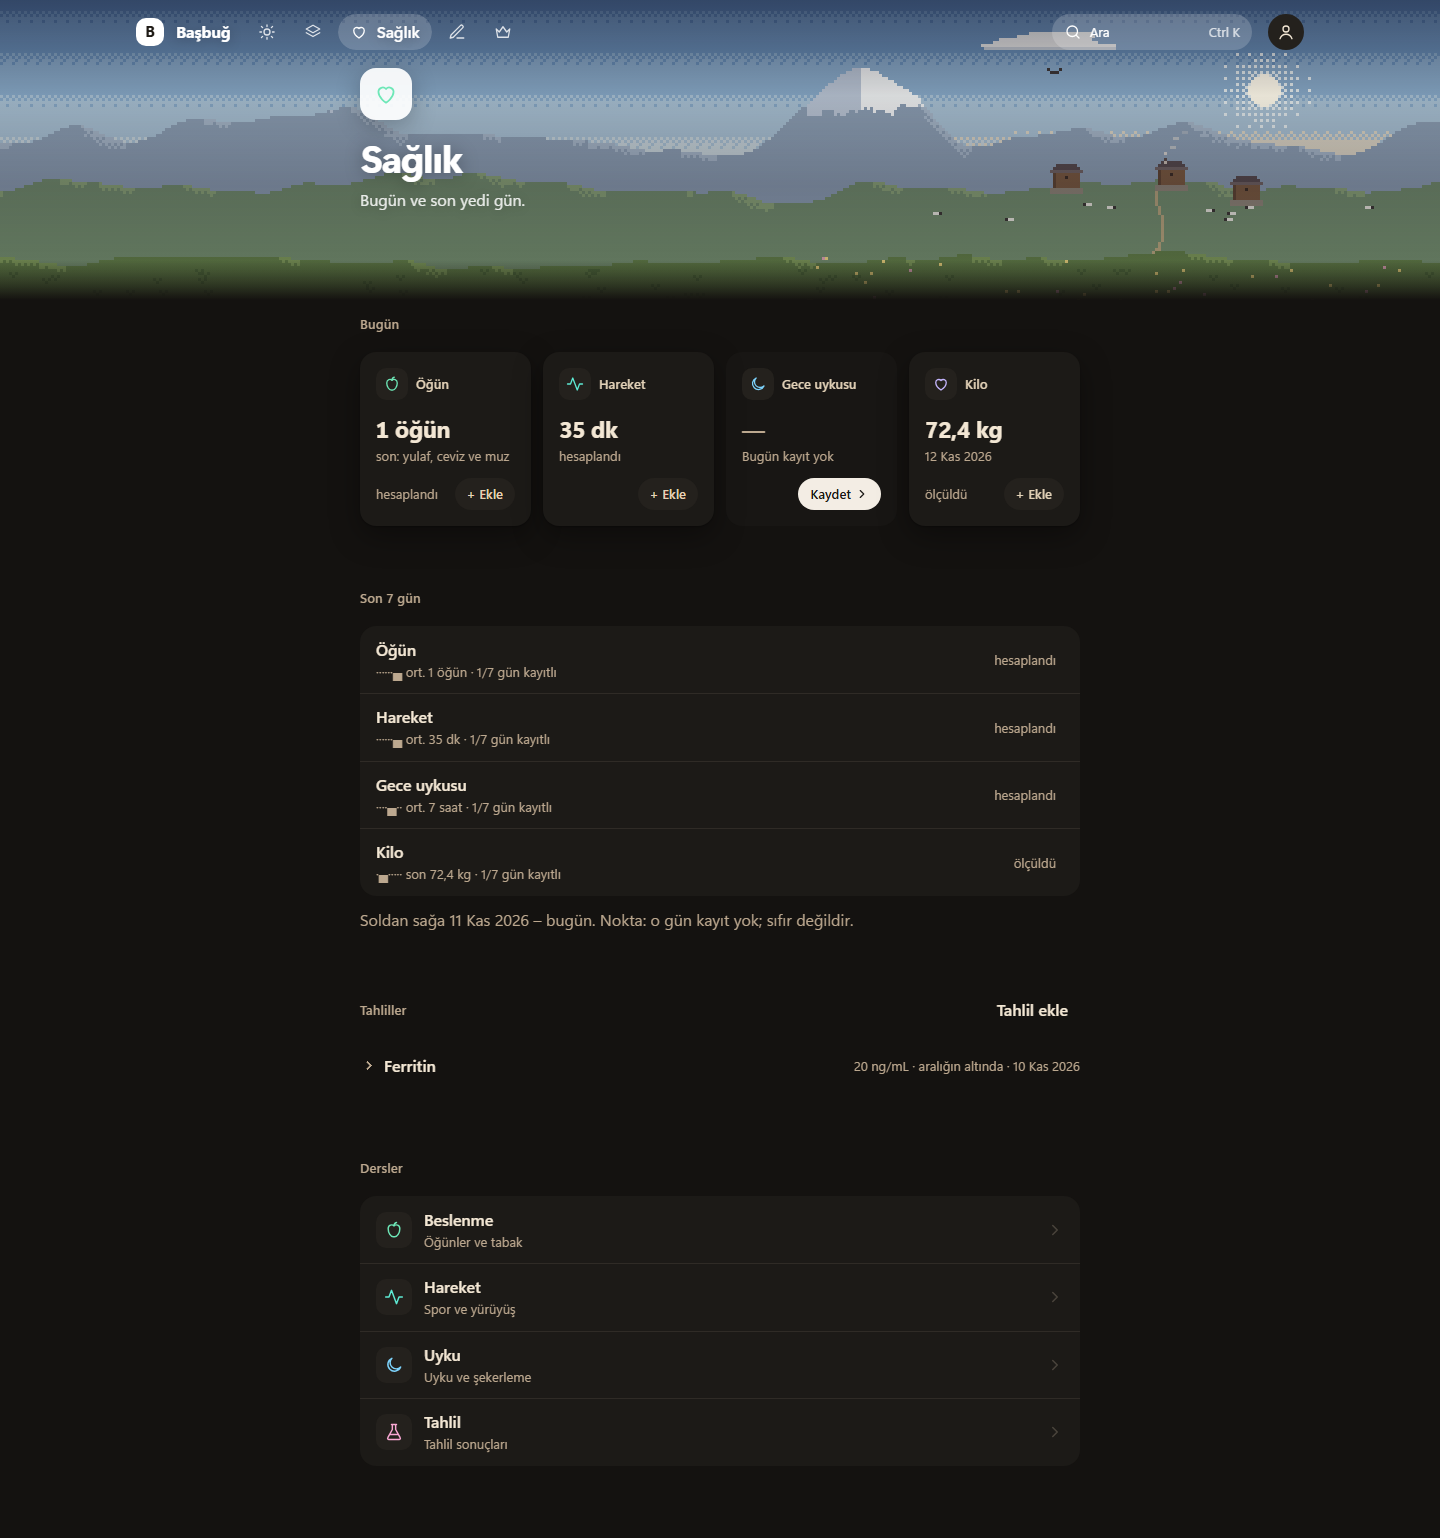 B Başbuğ Sağlık Ara Ctrl K
Sağlık
Bugün ve son yedi gün.
Bugün
Öğün
1 öğün
son: yulaf, ceviz ve muz
hesaplandı + Ekle
Hareket
35 dk
hesaplandı
+ Ekle
Gece uykusu
—
Bugün kayıt yok
Kaydet
Kilo
72,4 kg
12 Kas 2026
ölçüldü + Ekle
Son 7 gün
Öğün
ort. 1 öğün · 1/7 gün kayıtlı
hesaplandı
Hareket
ort. 35 dk · 1/7 gün kayıtlı
hesaplandı
Gece uykusu
ort. 7 saat · 1/7 gün kayıtlı
hesaplandı
Kilo
son 72,4 kg · 1/7 gün kayıtlı
ölçüldü
Soldan sağa 11 Kas 2026 – bugün. Nokta: o gün kayıt yok; sıfır değildir.
Tahliller Tahlil ekle
Ferritin 20 ng/mL · aralığın altında · 10 Kas 2026
Dersler
Beslenme
Öğünler ve tabak
Hareket
Spor ve yürüyüş
Uyku
Uyku ve şekerleme
Tahlil
Tahlil sonuçları